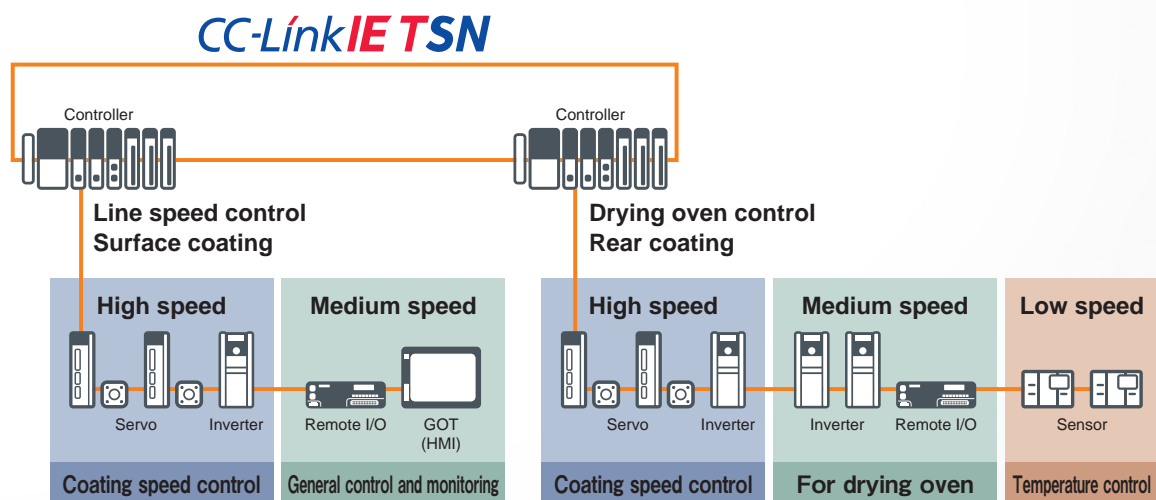 CC-Link IE TSN
Controller
Controller
Line speed control
Surface coating
Drying oven control
Rear coating
High speed
Medium speed
High speed
Medium speed
Low speed
Servo
Inverter
Remote I/O
GOT
(HMI)
Servo
Inverter
Inverter
Remote I/O
Sensor
Coating speed control
General control and monitoring
Coating speed control
For drying oven
Temperature control